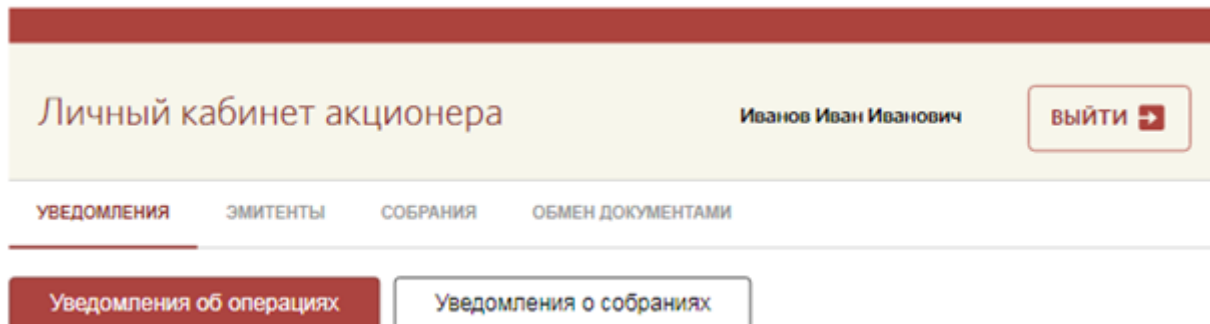 Личный кабинет акционера Иванов Иван Иванович ВЫЙТИ
УВЕДОМЛЕНИЯ ЭМИТЕНТЫ СОБРАНИЯ ОБМЕН ДОКУМЕНТАМИ
Уведомления об операциях Уведомления о собраниях